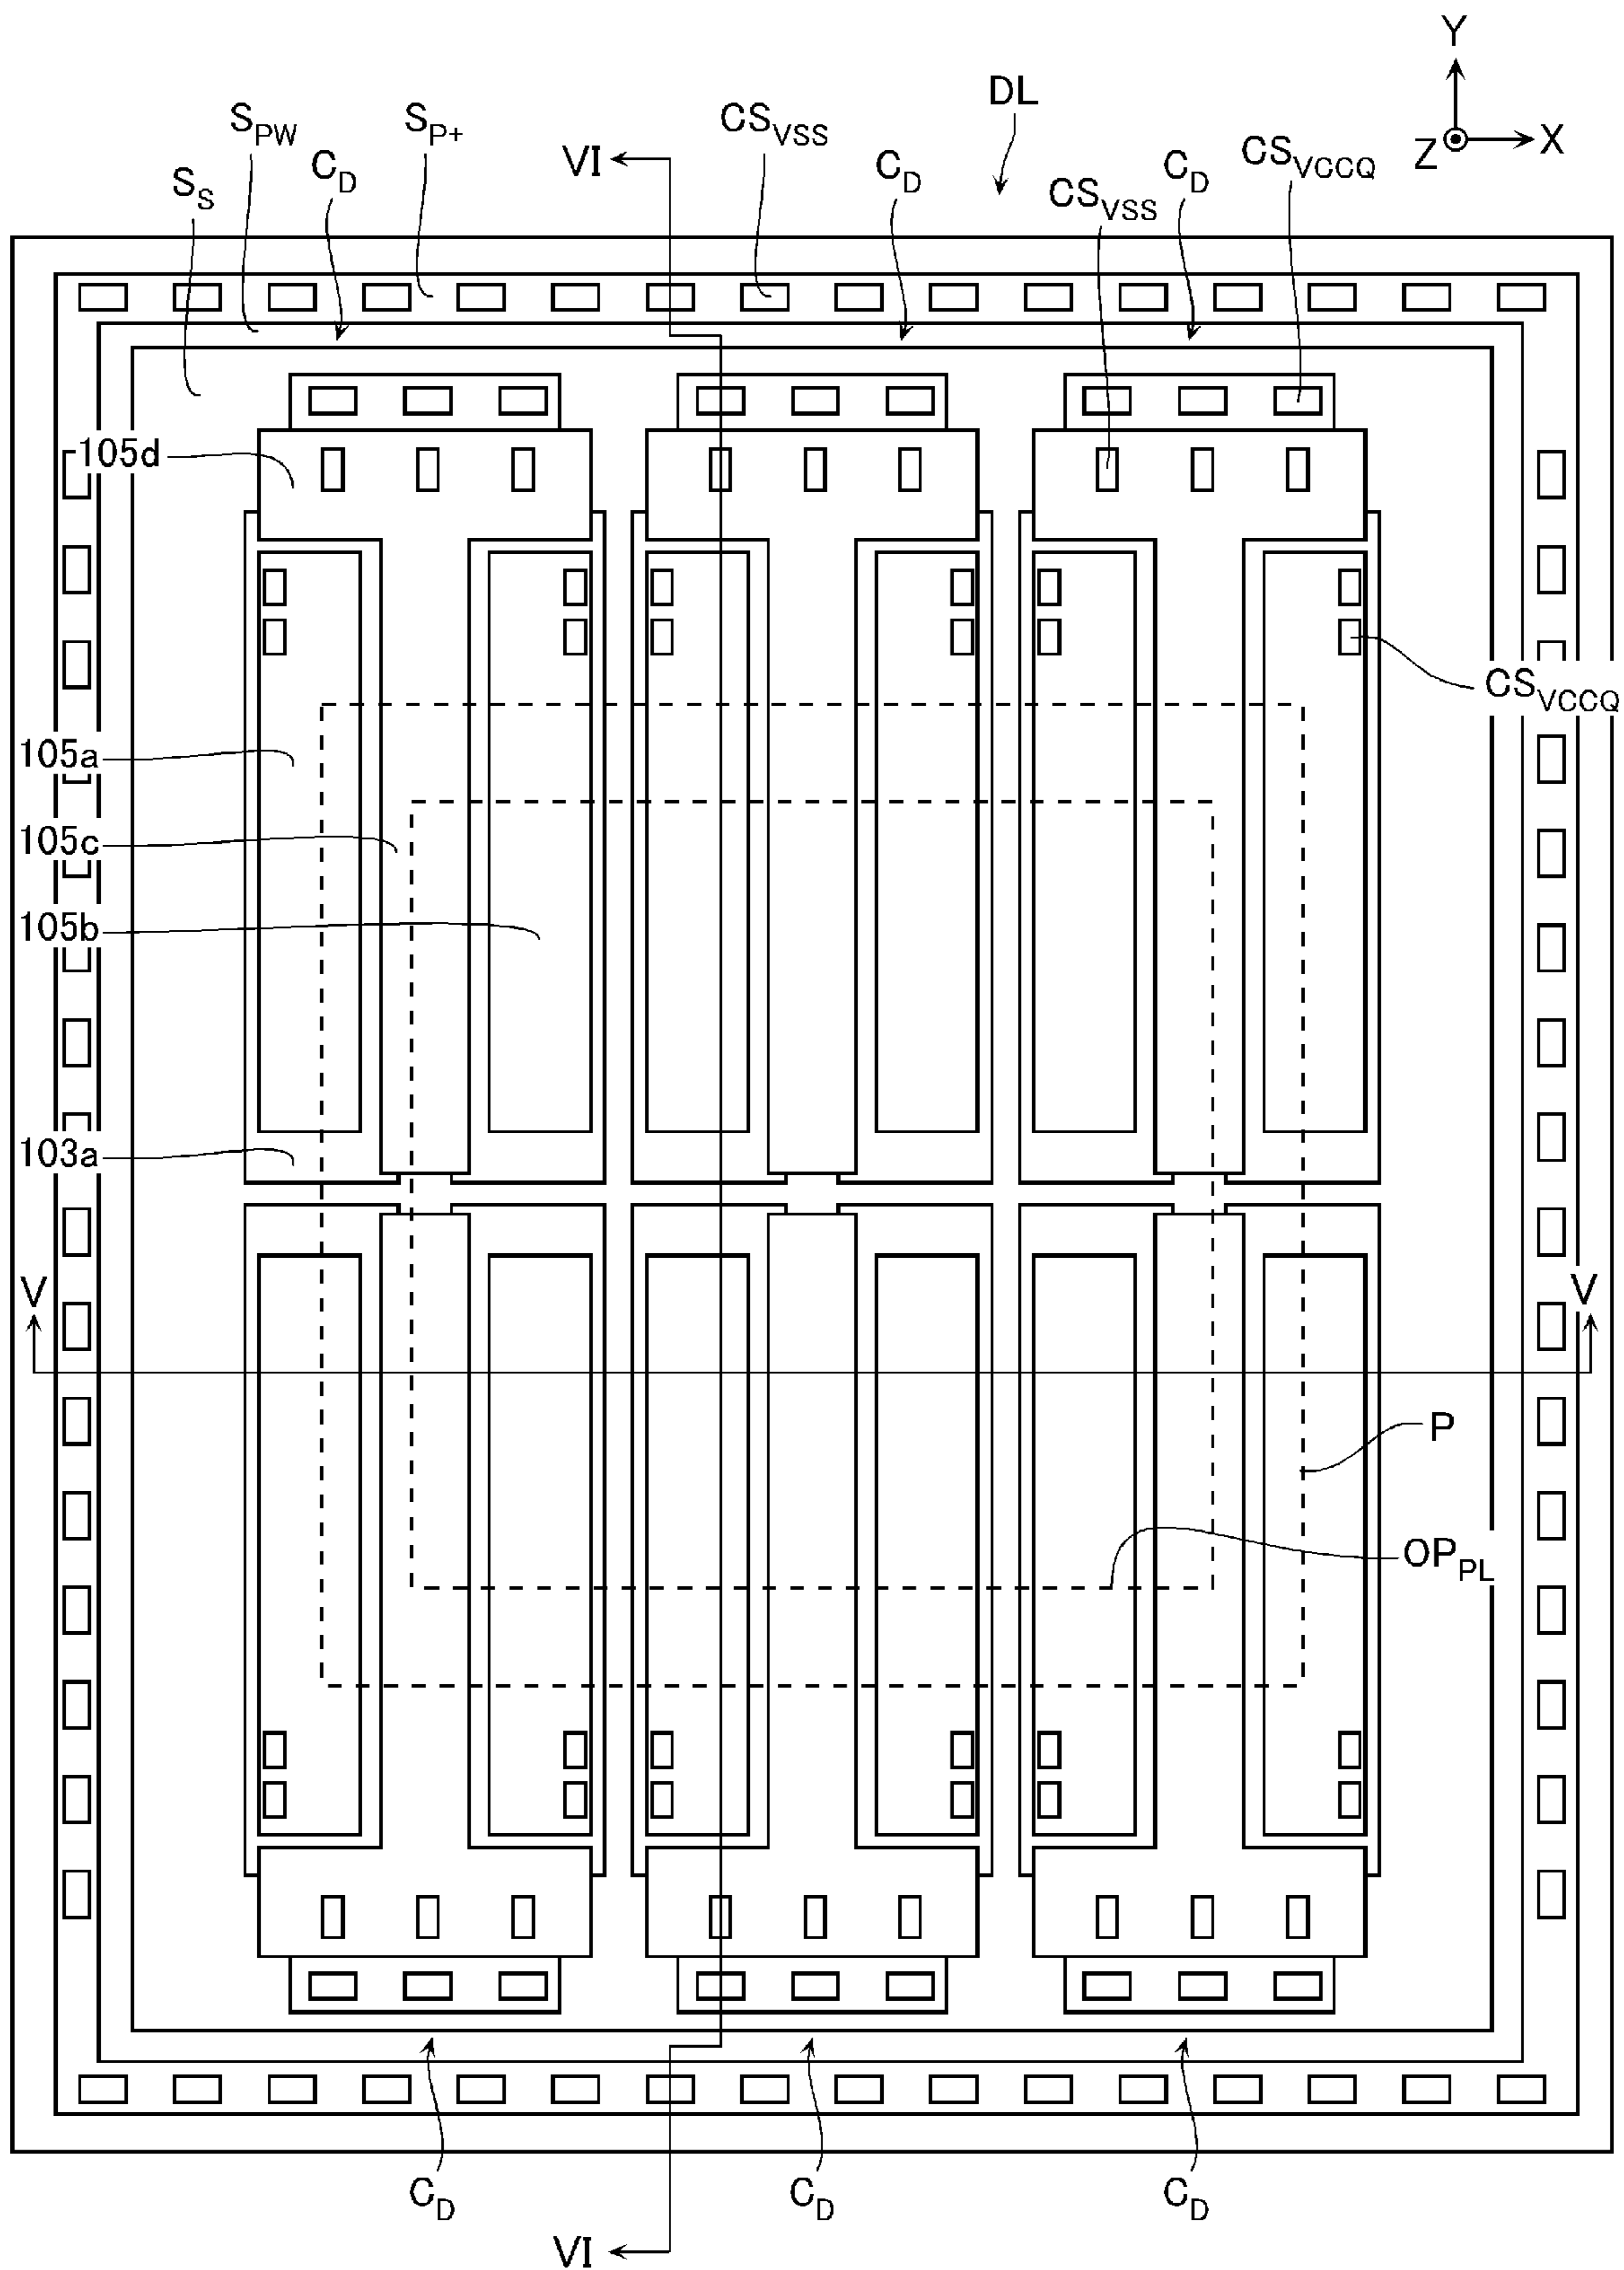 Y
DL
S_PW
S_P+
CS_VSS
VI
C_D
C_D
CS_VSS
C_D
CS_VCCQ
Z
X
S_S
105d
CS_VCCQ
105a
105c
105b
103a
V
V
P
OP_PL
C_D
C_D
C_D
VI